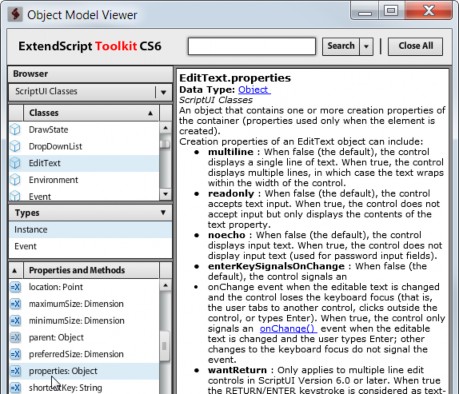 Object Model Viewer
ExtendScript Toolkit CS6
Search
Close All
Browser
ScriptUI Classes
Classes
DrawState
DropDownList
EditText
Environment
Event
Types
Instance
Event
Properties and Methods
location: Point
maximumSize: Dimension
minimumSize: Dimension
parent: Object
preferredSize: Dimension
properties: Object
shortcutKey: String
EditText.properties
Data Type: Object
ScriptUI Classes
An object that contains one or more creation properties of
the container (properties used only when the element is
created).
Creation properties of an EditText object can include:
• multiline : When false (the default), the control
displays a single line of text. When true, the control
displays multiple lines, in which case the text wraps
within the width of the control.
• readonly : When false (the default), the control
accepts text input. When true, the control does not
accept input but only displays the contents of the
text property.
• noecho : When false (the default), the control
displays input text. When true, the control does not
display input text (used for password input fields).
• enterKeySignalsOnChange : When false (the
default), the control signals an
• onChange event when the editable text is changed
and the control loses the keyboard focus (that is,
the user tabs to another control, clicks outside the
control, or types Enter). When true, the control only
signals an onChange() event when the editable
text is changed and the user types Enter; other
changes to the keyboard focus do not signal the
event.
• wantReturn : Only applies to multiple line edit
controls in ScriptUI Version 6.0 or later. When true
the RETURN/ENTER keystroke is considered as text-